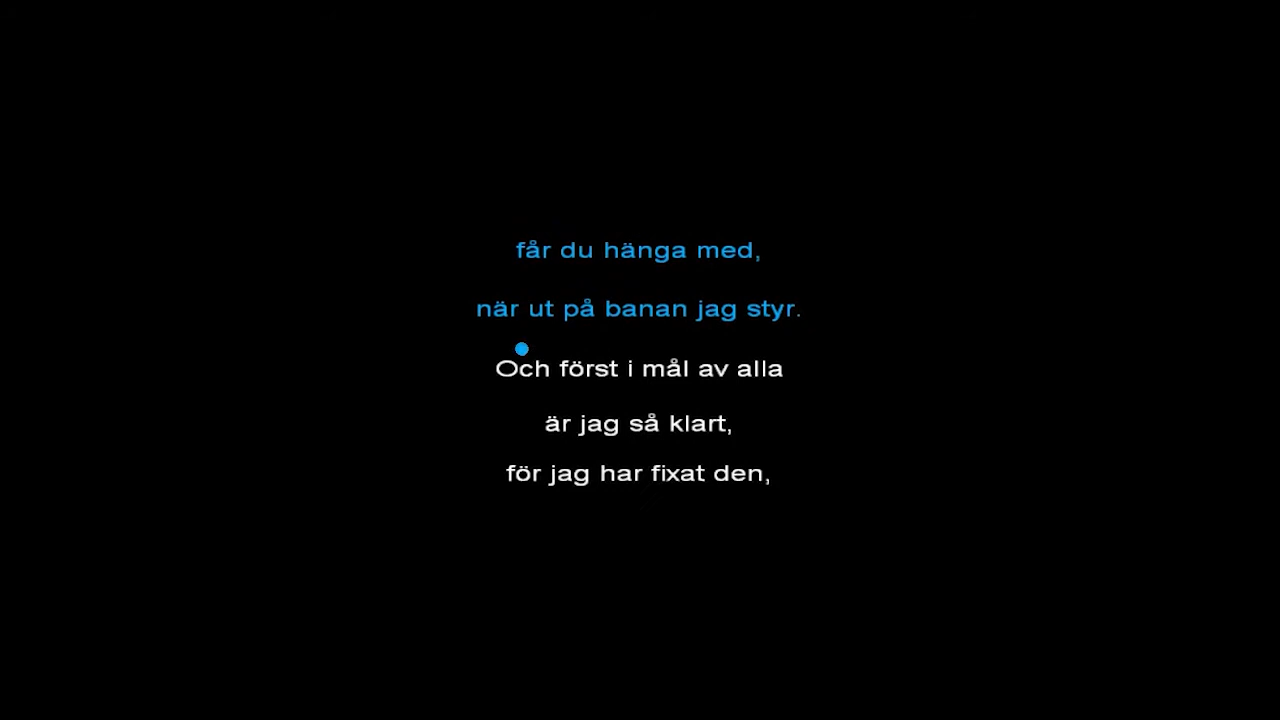 får du hänga med,
när ut på banan jag styr.
Och först i mål av alla
är jag så klart,
för jag har fixat den,